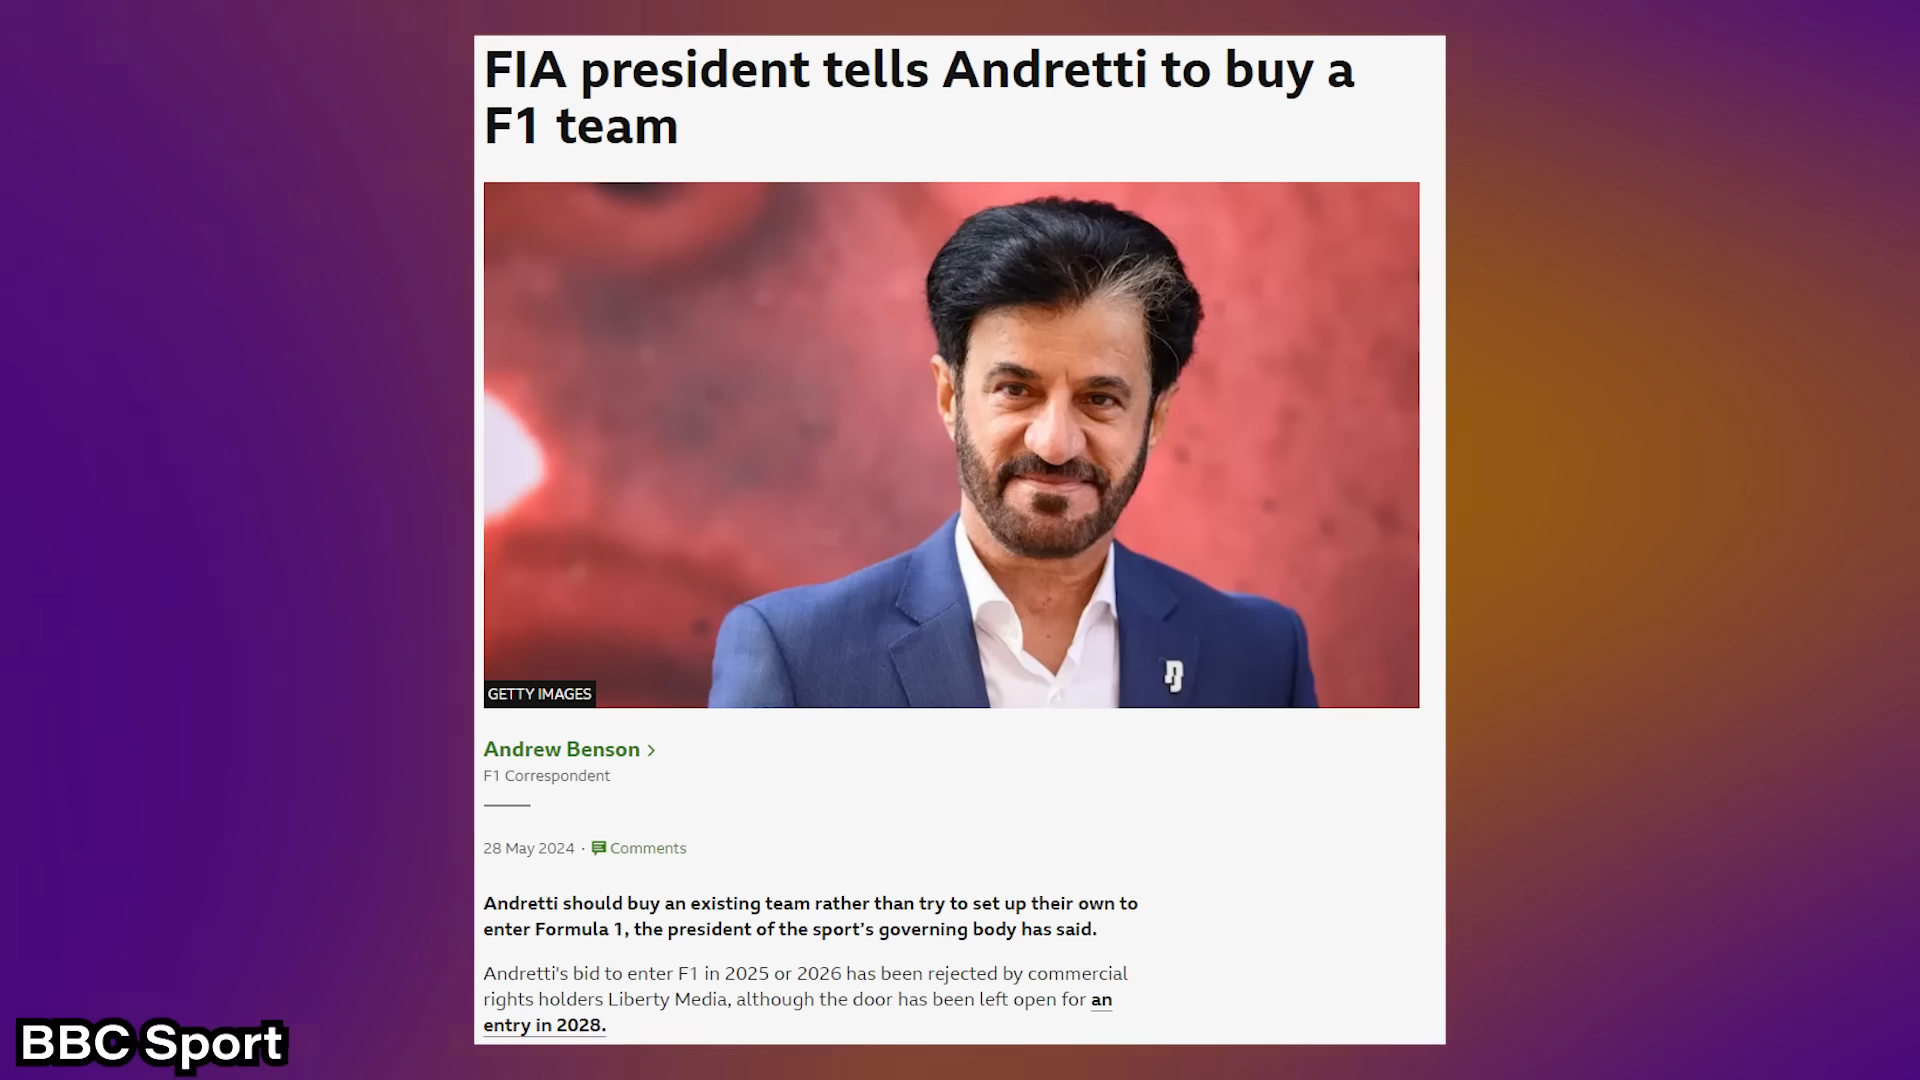 FIA president tells Andretti to buy a
F1 team
GETTY IMAGES
Andrew Benson >
F1 Correspondent
28 May 2024 · Comments
Andretti should buy an existing team rather than try to set up their own to
enter Formula 1, the president of the sport's governing body has said.
Andretti's bid to enter F1 in 2025 or 2026 has been rejected by commercial
rights holders Liberty Media, although the door has been left open for an
entry in 2028.
BBC Sport